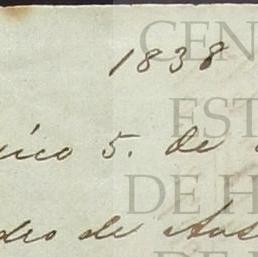 1838
ico 5. de
dro de Aus
CEN
EST
DE H